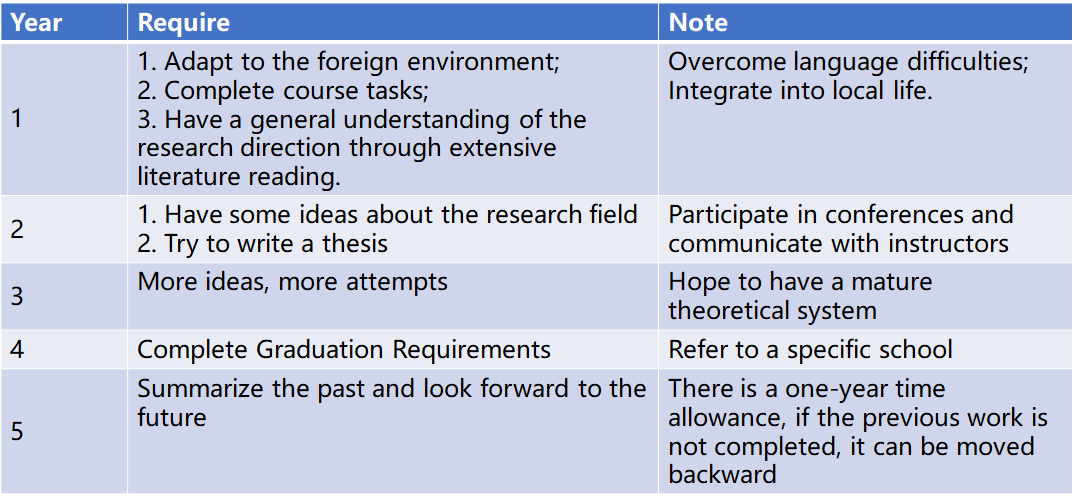 Year Require Note
1
1. Adapt to the foreign environment;
2. Complete course tasks;
3. Have a general understanding of the
research direction through extensive
literature reading.
Overcome language difficulties;
Integrate into local life.
2
1. Have some ideas about the research field
2. Try to write a thesis
Participate in conferences and
communicate with instructors
3
More ideas, more attempts
Hope to have a mature
theoretical system
4
Complete Graduation Requirements
Refer to a specific school
5
Summarize the past and look forward to the
future
There is a one-year time
allowance, if the previous work is
not completed, it can be moved
backward